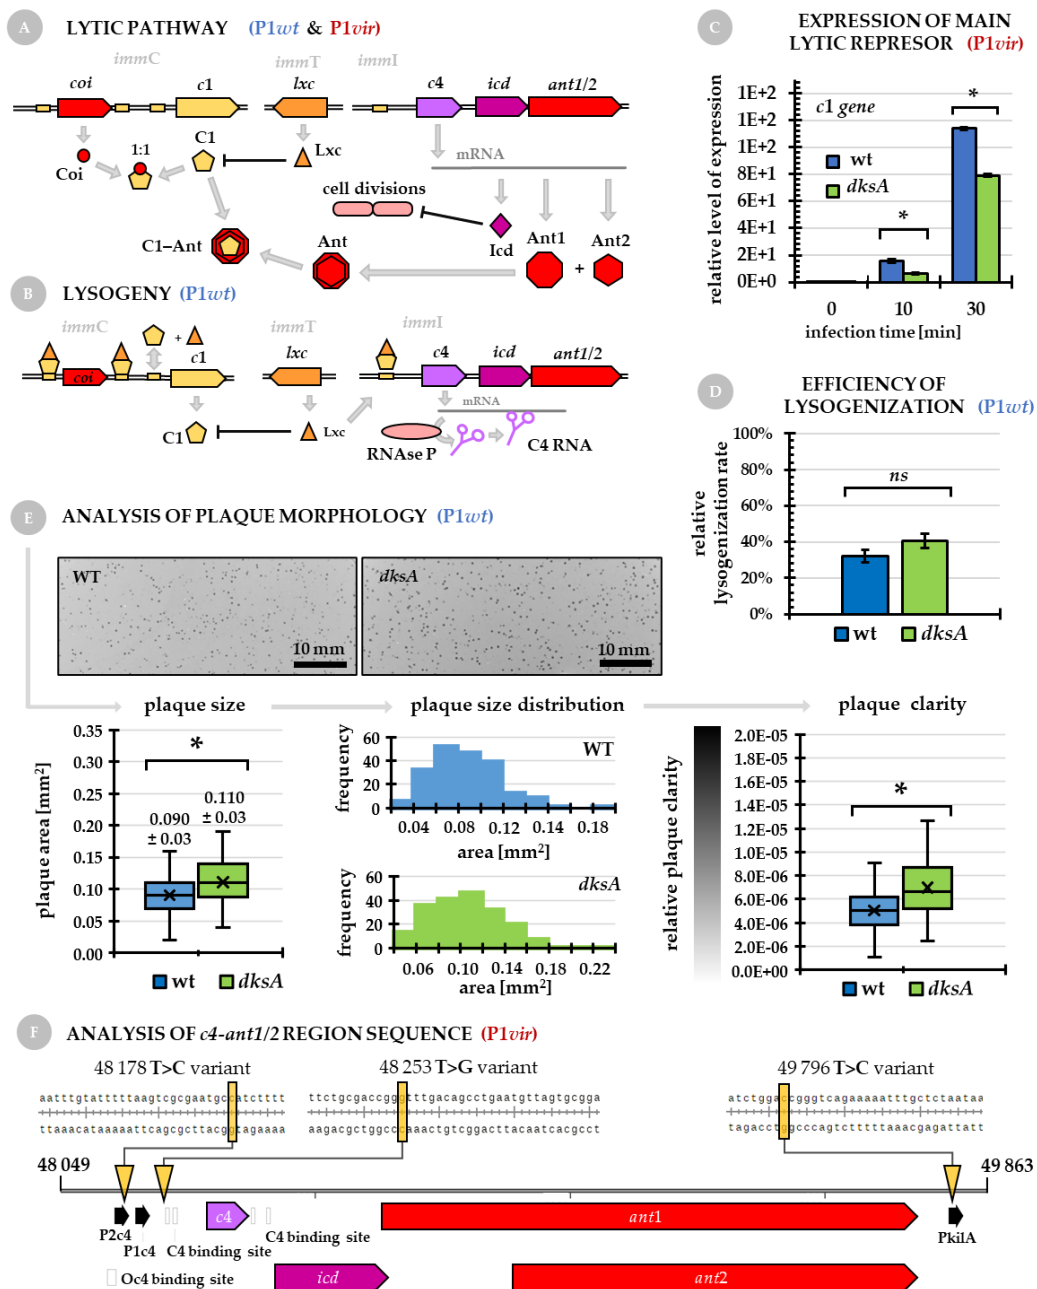 A LYTIC PATHWAY (P1wt & P1vir)
immC immT immI
coi c1 lxc c4 icd ant1/2
C1 1:1 Lxc mRNA
Coi
cell divisions
Icd Ant1 Ant2
C1–Ant Ant +
B LYSOGENY (P1wt)
immC immT immI
+
coi c1 lxc c4 icd ant1/2
mRNA
C1 Lxc
RNAse P C4 RNA
C EXPRESSION OF MAIN
LYTIC REPRESOR (P1vir)
relative level of expression
1E+2
1E+2
1E+2
8E+1
6E+1
4E+1
2E+1
0E+0
c1 gene
wt
dksA
*
*
0 10 30
infection time [min]
D EFFICIENCY OF
LYSOGENIZATION (P1wt)
relative
lysogenization rate
100%
80%
60%
40%
20%
0%
ns
wt dksA
E ANALYSIS OF PLAQUE MORPHOLOGY (P1wt)
WT
10 mm
dksA
10 mm
plaque size
plaque area [mm²]
0.35
0.30
0.25
0.20
0.15
0.10
0.05
0.00
*
0.090
± 0.03
0.110
± 0.03
wt dksA
plaque size distribution
frequency
60
40
20
0
WT
0.04 0.08 0.12 0.14 0.18
area [mm²]
frequency
60
40
20
0
dksA
0.06 0.10 0.14 0.18 0.22
area [mm²]
plaque clarity
relative plaque clarity
2.0E-05
1.8E-05
1.6E-05
1.4E-05
1.2E-05
1.0E-05
8.0E-06
6.0E-06
4.0E-06
2.0E-06
0.0E+00
*
wt dksA
F ANALYSIS OF c4-ant1/2 REGION SEQUENCE (P1vir)
48 178 T>C variant 48 253 T>G variant 49 796 T>C variant
aatttgtatttttaagtcgcgaatgccatctttt ttctgcgaccgggtttgacagcctgaatgttagtgcgga atctggaccgggtcagaaaaatttgctctaataa
ttaaacataaaaattcagcgcttacggtagaaaa aagacgctggcccaaactgtcggacttacaatcacgcct tagacctggcccagtctttttaaacgagattatt
48 049 49 863
c4 ant1
P2c4 P1c4 C4 binding site C4 binding site PkilA
Oc4 binding site icd ant2